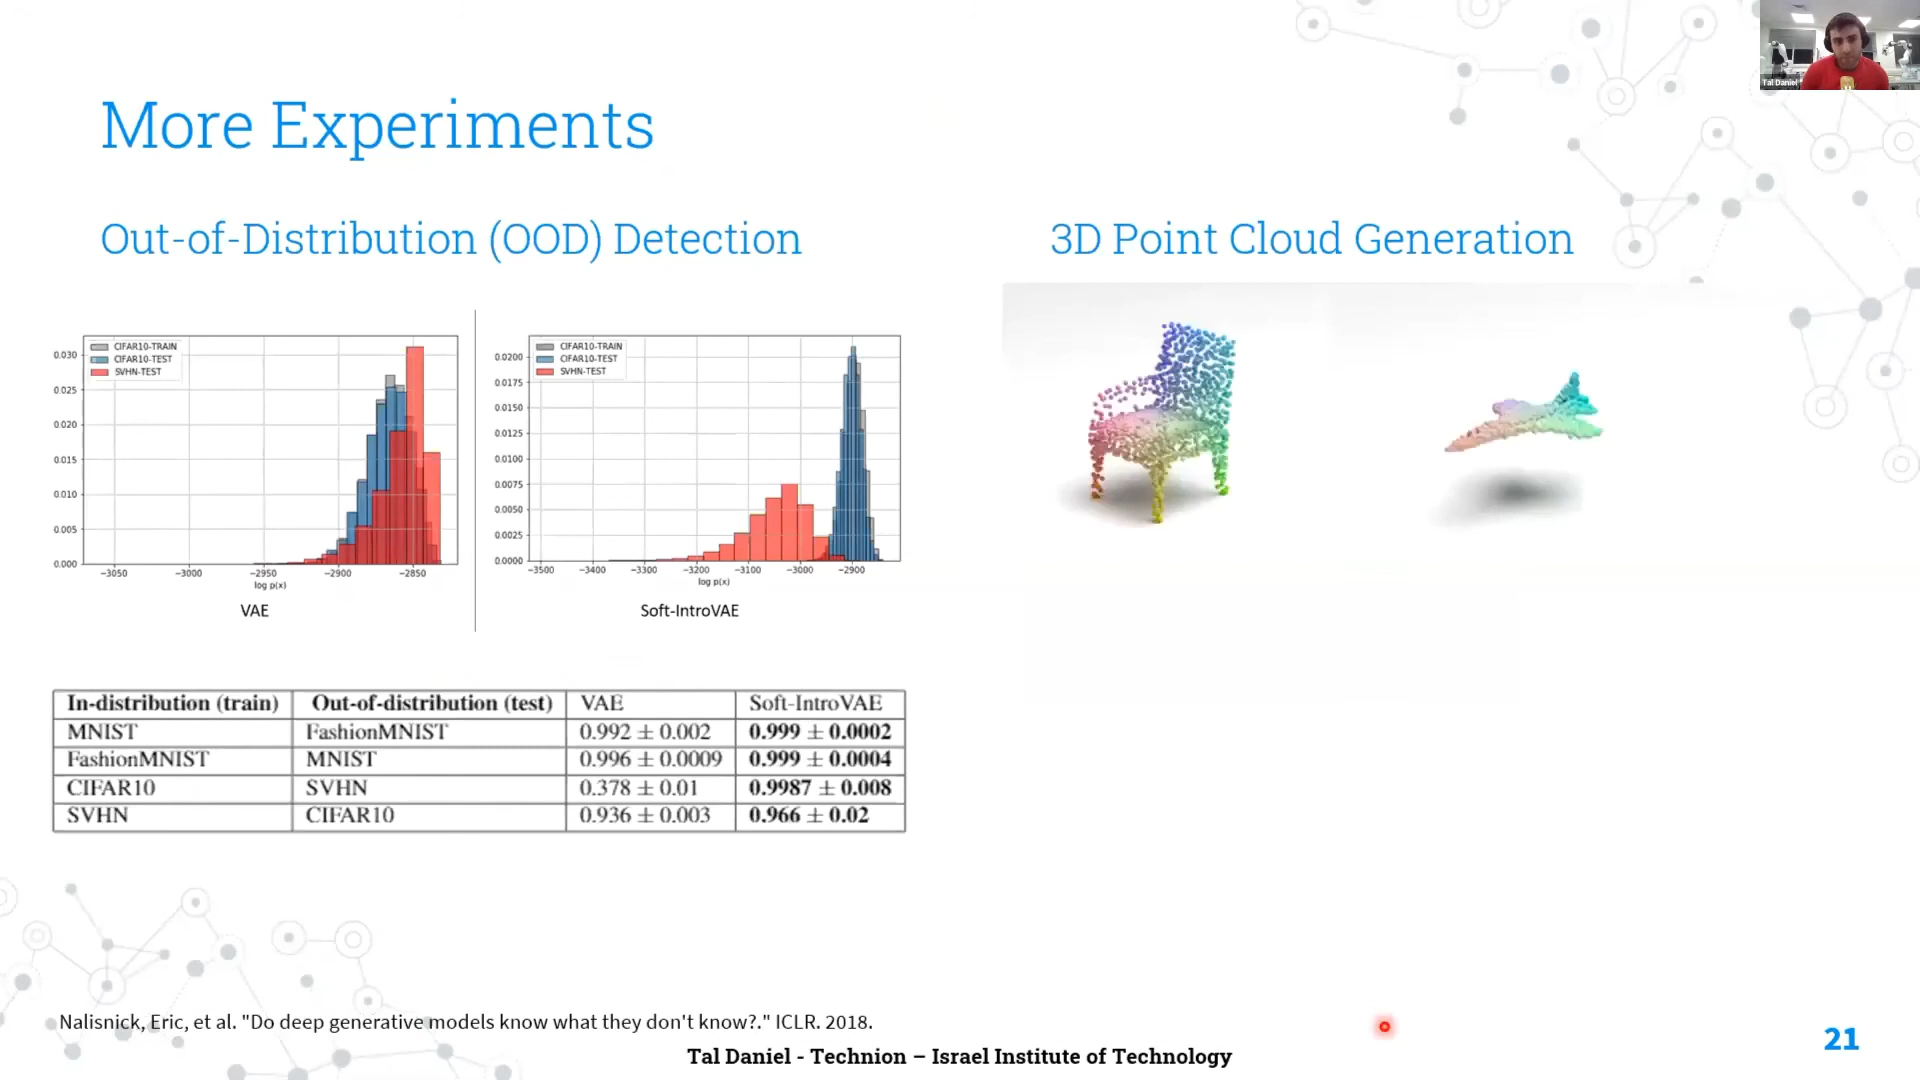 Tal Daniel
More Experiments
Out-of-Distribution (OOD) Detection
3D Point Cloud Generation
CIFAR10-TRAIN
CIFAR10-TEST
SVHN-TEST
0.030
0.025
0.020
0.015
0.010
0.005
0.000
−3050 −3000 −2950 −2900 −2850
log p(x)
VAE
CIFAR10-TRAIN
CIFAR10-TEST
SVHN-TEST
0.0200
0.0175
0.0150
0.0125
0.0100
0.0075
0.0050
0.0025
0.0000
−3500 −3400 −3300 −3200 −3100 −3000 −2900
log p(x)
Soft-IntroVAE
In-distribution (train) Out-of-distribution (test) VAE Soft-IntroVAE
MNIST FashionMNIST 0.992 ± 0.002 0.999 ± 0.0002
FashionMNIST MNIST 0.996 ± 0.0009 0.999 ± 0.0004
CIFAR10 SVHN 0.378 ± 0.01 0.9987 ± 0.008
SVHN CIFAR10 0.936 ± 0.003 0.966 ± 0.02
Nalisnick, Eric, et al. "Do deep generative models know what they don't know?." ICLR. 2018.
Tal Daniel - Technion – Israel Institute of Technology
21